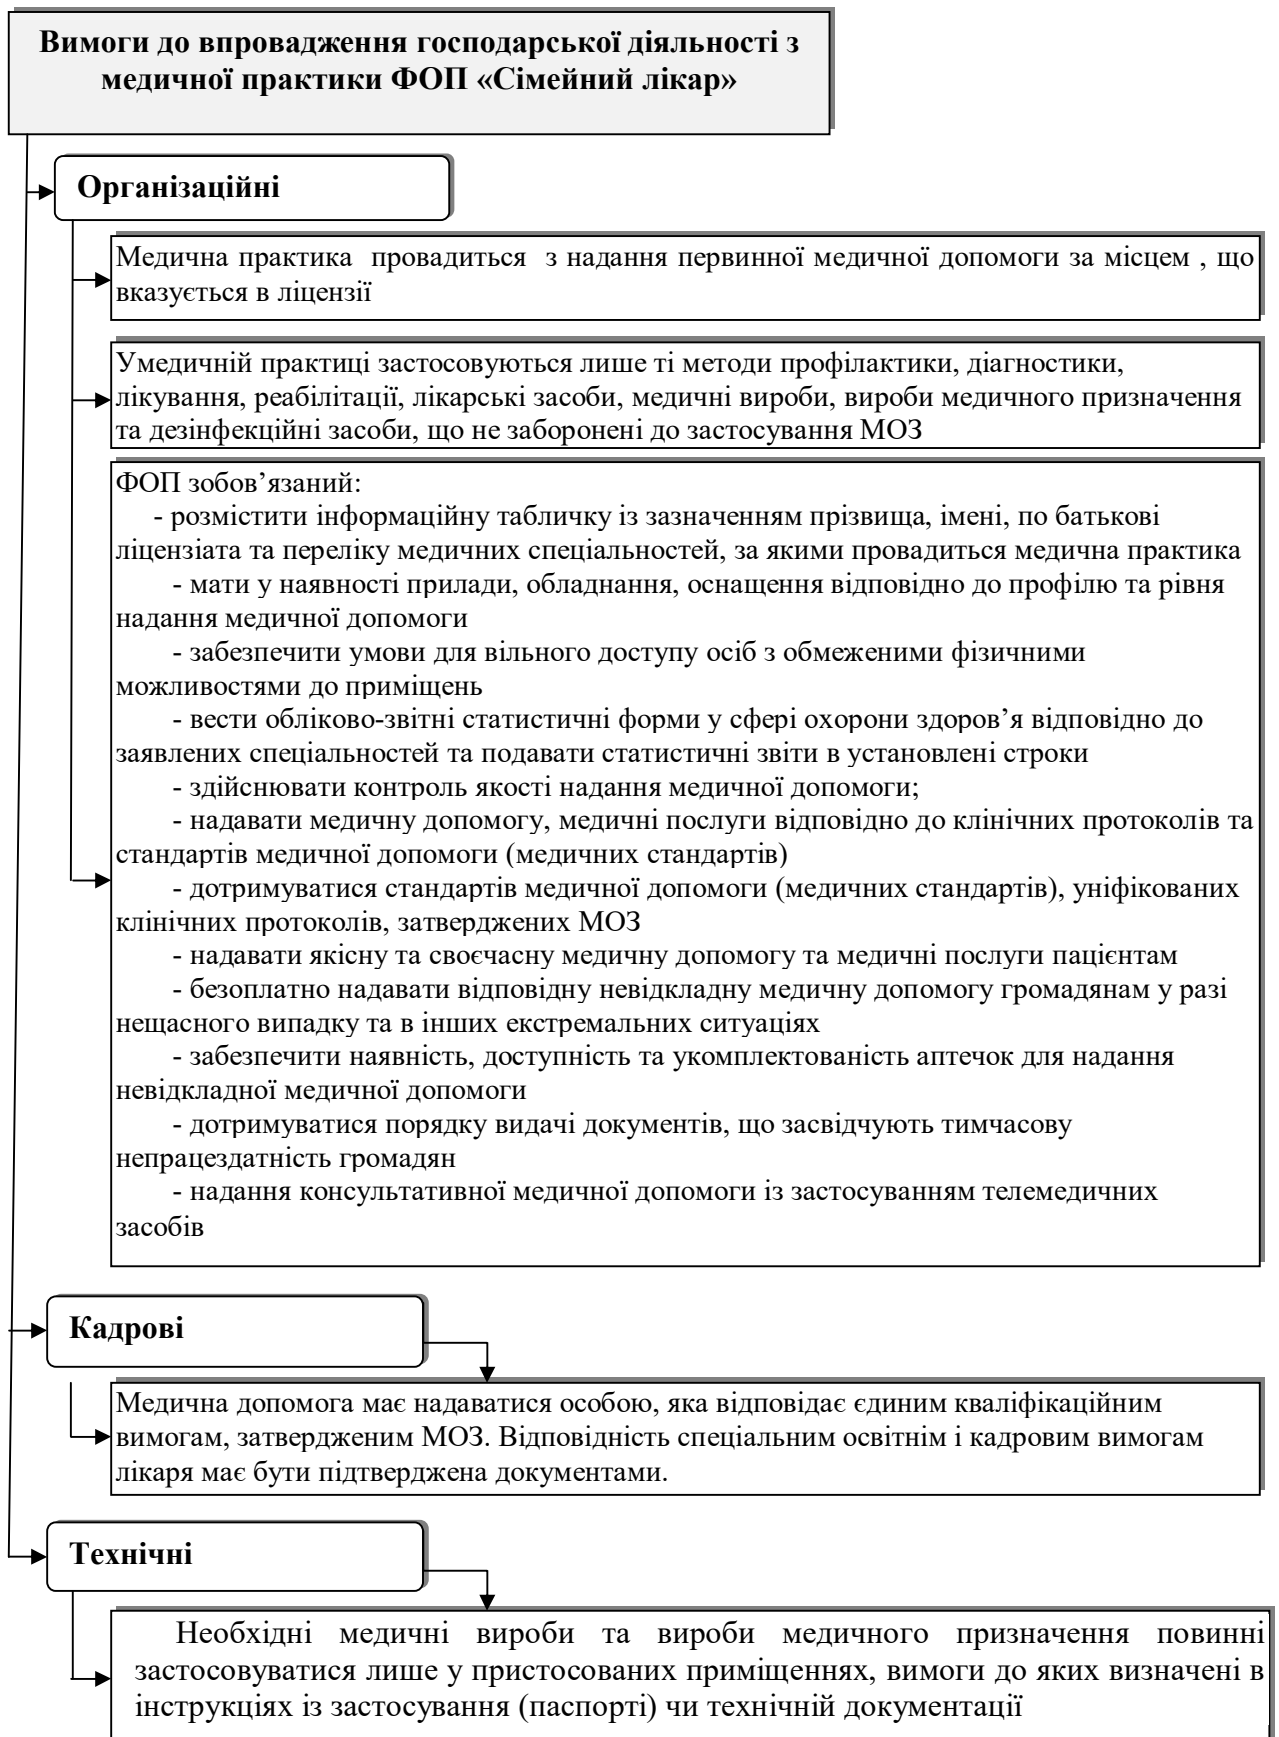 Вимоги до впровадження господарської діяльності з
медичної практики ФОП «Сімейний лікар»
Організаційні
Медична практика провадиться з надання первинної медичної допомоги за місцем , що
вказується в ліцензії
Умедичній практиці застосовуються лише ті методи профілактики, діагностики,
лікування, реабілітації, лікарські засоби, медичні вироби, вироби медичного призначення
та дезінфекційні засоби, що не заборонені до застосування МОЗ
ФОП зобов’язаний:
- розмістити інформаційну табличку із зазначенням прізвища, імені, по батькові
ліцензіата та переліку медичних спеціальностей, за якими провадиться медична практика
- мати у наявності прилади, обладнання, оснащення відповідно до профілю та рівня
надання медичної допомоги
- забезпечити умови для вільного доступу осіб з обмеженими фізичними
можливостями до приміщень
- вести обліково-звітні статистичні форми у сфері охорони здоров’я відповідно до
заявлених спеціальностей та подавати статистичні звіти в установлені строки
- здійснювати контроль якості надання медичної допомоги;
- надавати медичну допомогу, медичні послуги відповідно до клінічних протоколів та
стандартів медичної допомоги (медичних стандартів)
- дотримуватися стандартів медичної допомоги (медичних стандартів), уніфікованих
клінічних протоколів, затверджених МОЗ
- надавати якісну та своєчасну медичну допомогу та медичні послуги пацієнтам
- безоплатно надавати відповідну невідкладну медичну допомогу громадянам у разі
нещасного випадку та в інших екстремальних ситуаціях
- забезпечити наявність, доступність та укомплектованість аптечок для надання
невідкладної медичної допомоги
- дотримуватися порядку видачі документів, що засвідчують тимчасову
непрацездатність громадян
- надання консультативної медичної допомоги із застосуванням телемедичних
засобів
Кадрові
Медична допомога має надаватися особою, яка відповідає єдиним кваліфікаційним
вимогам, затвердженим МОЗ. Відповідність спеціальним освітнім і кадровим вимогам
лікаря має бути підтверджена документами.
Технічні
Необхідні медичні вироби та вироби медичного призначення повинні
застосовуватися лише у пристосованих приміщеннях, вимоги до яких визначені в
інструкціях із застосування (паспорті) чи технічній документації